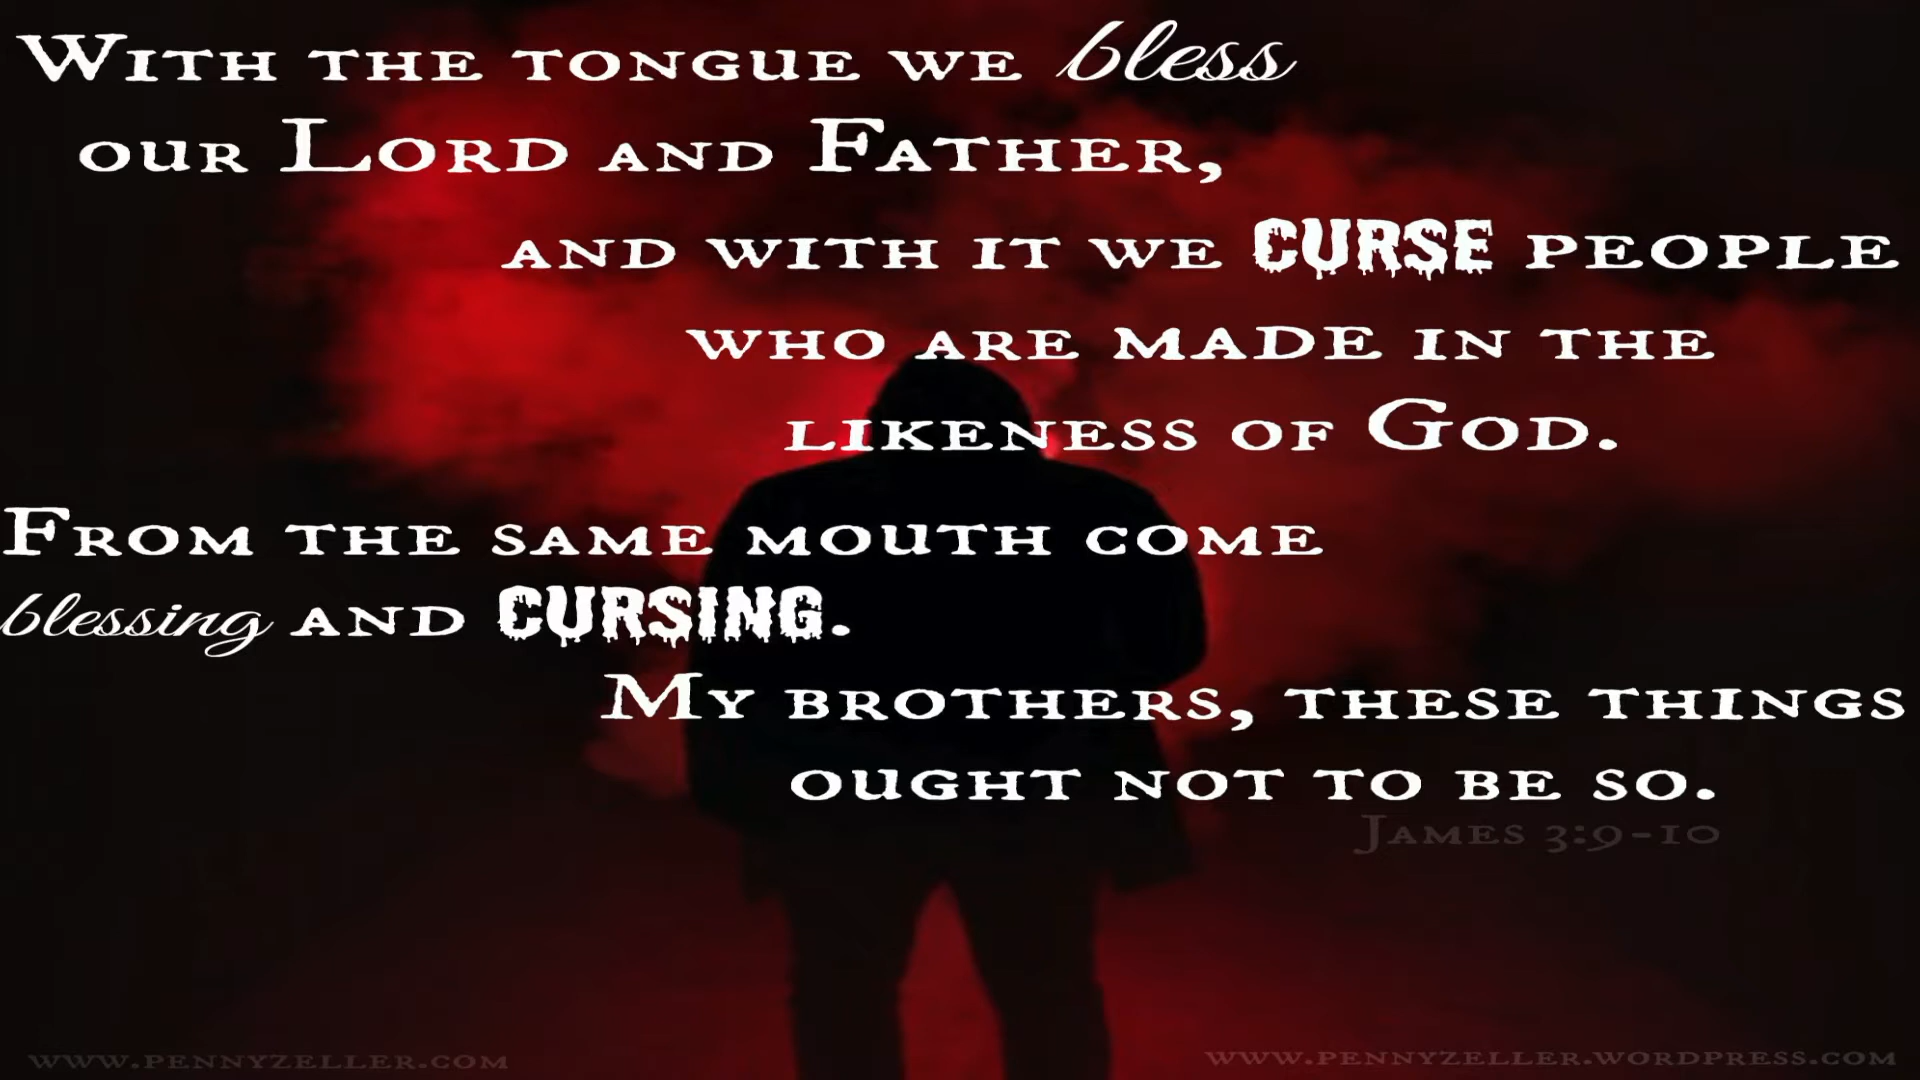 With the tongue we bless
our Lord and Father,
and with it we CURSE people
who are made in the
likeness of God.
From the same mouth come
blessing and CURSING.
My brothers, these things
ought not to be so.
James 3:9-10
www.pennyzeller.com
www.pennyzeller.wordpress.com